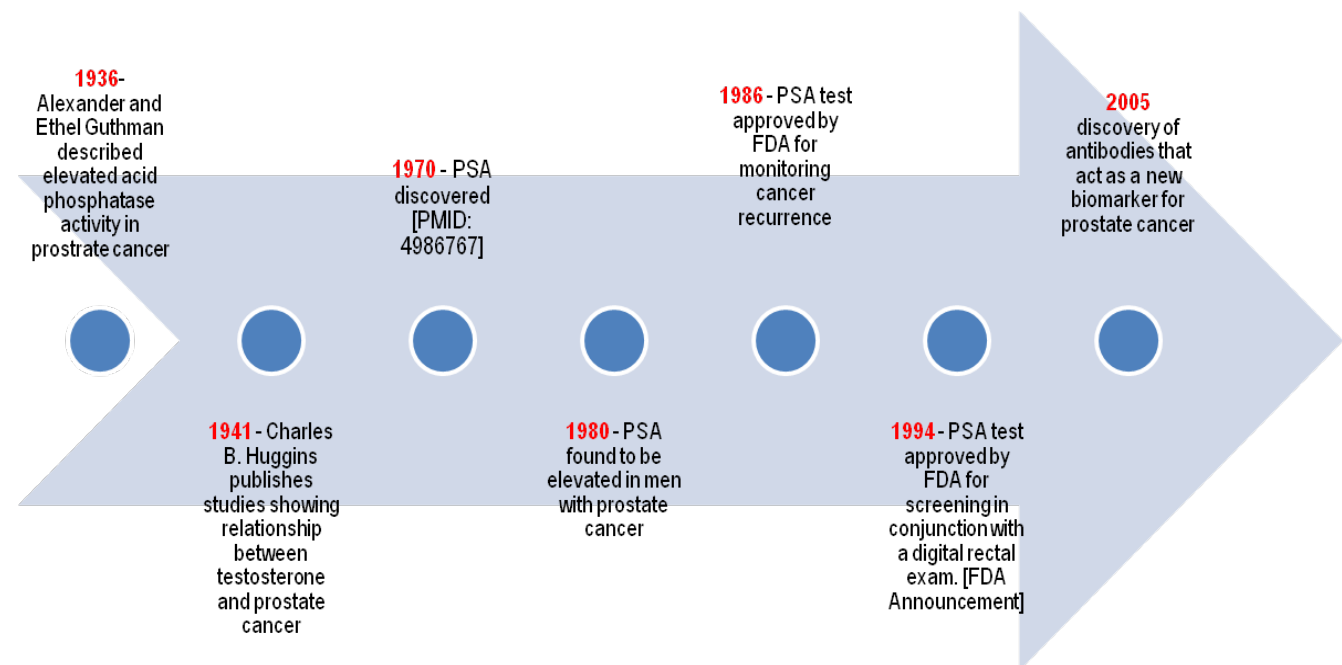 1936-
Alexander and
Ethel Guthman
described
elevated acid
phosphatase
activity in
prostrate cancer
1941 - Charles
B. Huggins
publishes
studies showing
relationship
between
testosterone
and prostate
cancer
1970 - PSA
discovered
[PMID:
4986767]
1980 - PSA
found to be
elevated in men
with prostate
cancer
1986 - PSA test
approved by
FDA for
monitoring
cancer
recurrence
1994 - PSA test
approved by
FDA for
screening in
conjunction with
a digital rectal
exam. [FDA
Announcement]
2005
discovery of
antibodies that
act as a new
biomarker for
prostate cancer